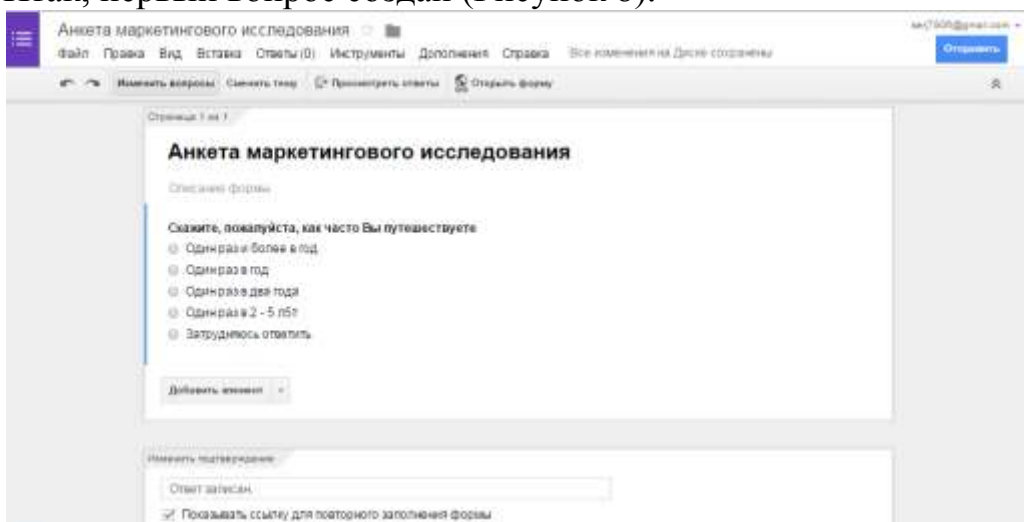 Итак, первый вопрос создан (Рисунок 8).
Анкета маркетингового исследования
Файл Правка Вид Вставка Ответы (0) Инструменты Дополнения Справка Все изменения на Диске сохранены
Отправить
Изменить вопросы Сменить тему Просмотреть ответы Открыть форму
Страница 1 из 1
Анкета маркетингового исследования
Описание формы
Скажите, пожалуйста, как часто Вы путешествуете
Один раз и более в год
Один раз в год
Один раз в два года
Один раз в 2 - 5 лет
Затрудняюсь ответить
Добавить элемент
Изменить подтверждение
Ответ записан.
Показывать ссылку для повторного заполнения формы